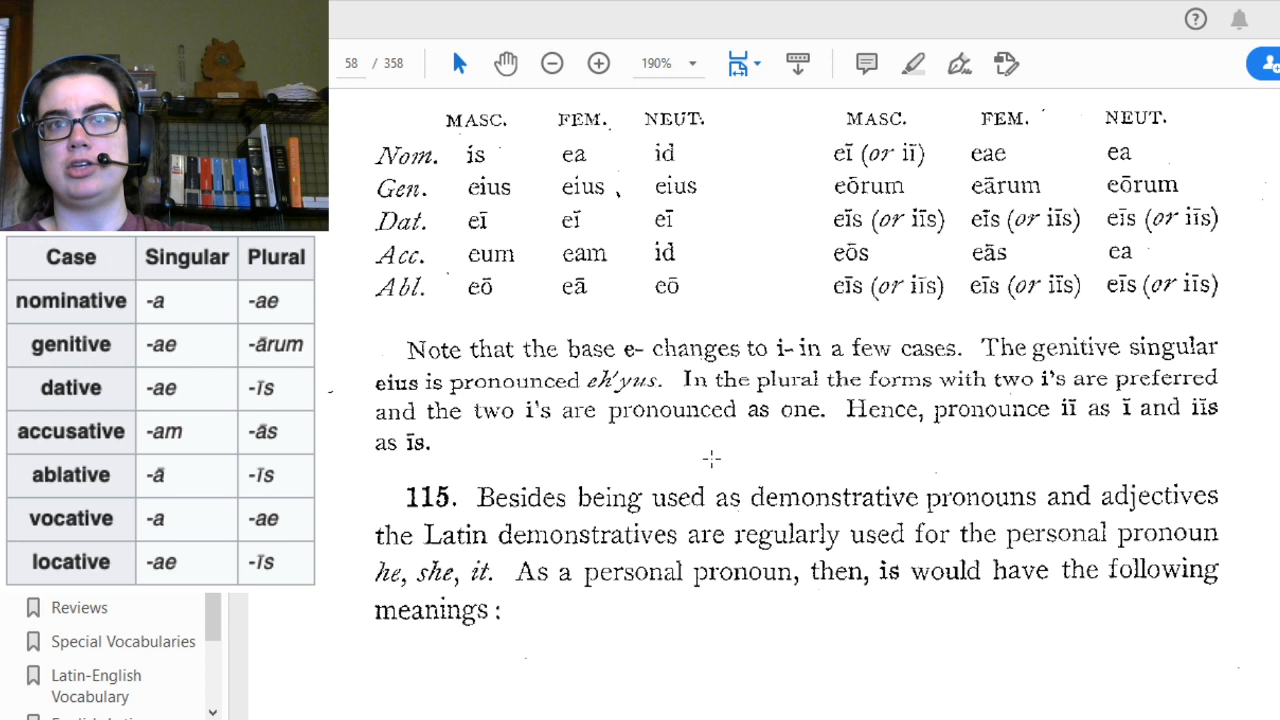 58 / 358
190%
MASC. FEM. NEUT. MASC. FEM. NEUT.
Nom. is ea id eī (or iī) eae ea
Gen. eius eius eius eōrum eārum eōrum
Dat. eī eī eī eīs (or iīs) eīs (or iīs) eīs (or iīs)
Acc. eum eam id eōs eās ea
Abl. eō eā eō eīs (or iīs) eīs (or iīs) eīs (or iīs)
Note that the base e- changes to i- in a few cases. The genitive singular
eius is pronounced eh'yus. In the plural the forms with two i's are preferred
and the two i's are pronounced as one. Hence, pronounce iī as ī and iīs
as īs.
115. Besides being used as demonstrative pronouns and adjectives
the Latin demonstratives are regularly used for the personal pronoun
he, she, it. As a personal pronoun, then, is would have the following
meanings :
Case Singular Plural
nominative -a -ae
genitive -ae -ārum
dative -ae -īs
accusative -am -ās
ablative -ā -īs
vocative -a -ae
locative -ae -īs
Reviews
Special Vocabularies
Latin-English
Vocabulary